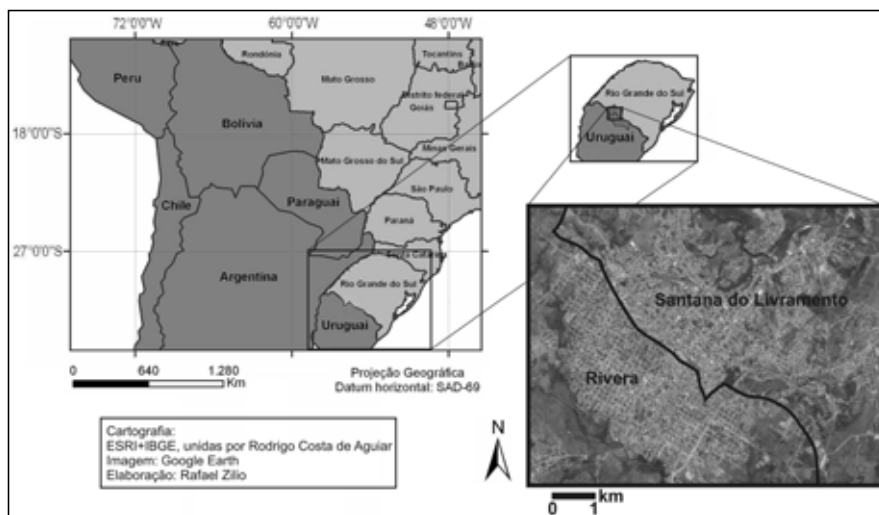 72°0'0"W
60°0'0"W
48°0'0"W
Rondônia
Tocantins
Peru
Mato Grosso
Bahia
Distrito federal
Goiás
Bolívia
18°0'0"S
Minas Gerais
Mato Grosso do Sul
São Paulo
Paraguai
Chile
Paraná
27°0'0"S
Santa Catarina
Argentina
Rio Grande do Sul
Uruguai
0 640 1.280
Km
Projeção Geográfica
Datum horizontal: SAD-69
Cartografia:
ESRI+IBGE, unidas por Rodrigo Costa de Aguiar
Imagem: Google Earth
Elaboração: Rafael Zilio
N
Rio Grande do Sul
Uruguai
Santana do Livramento
Rivera
km
0 1